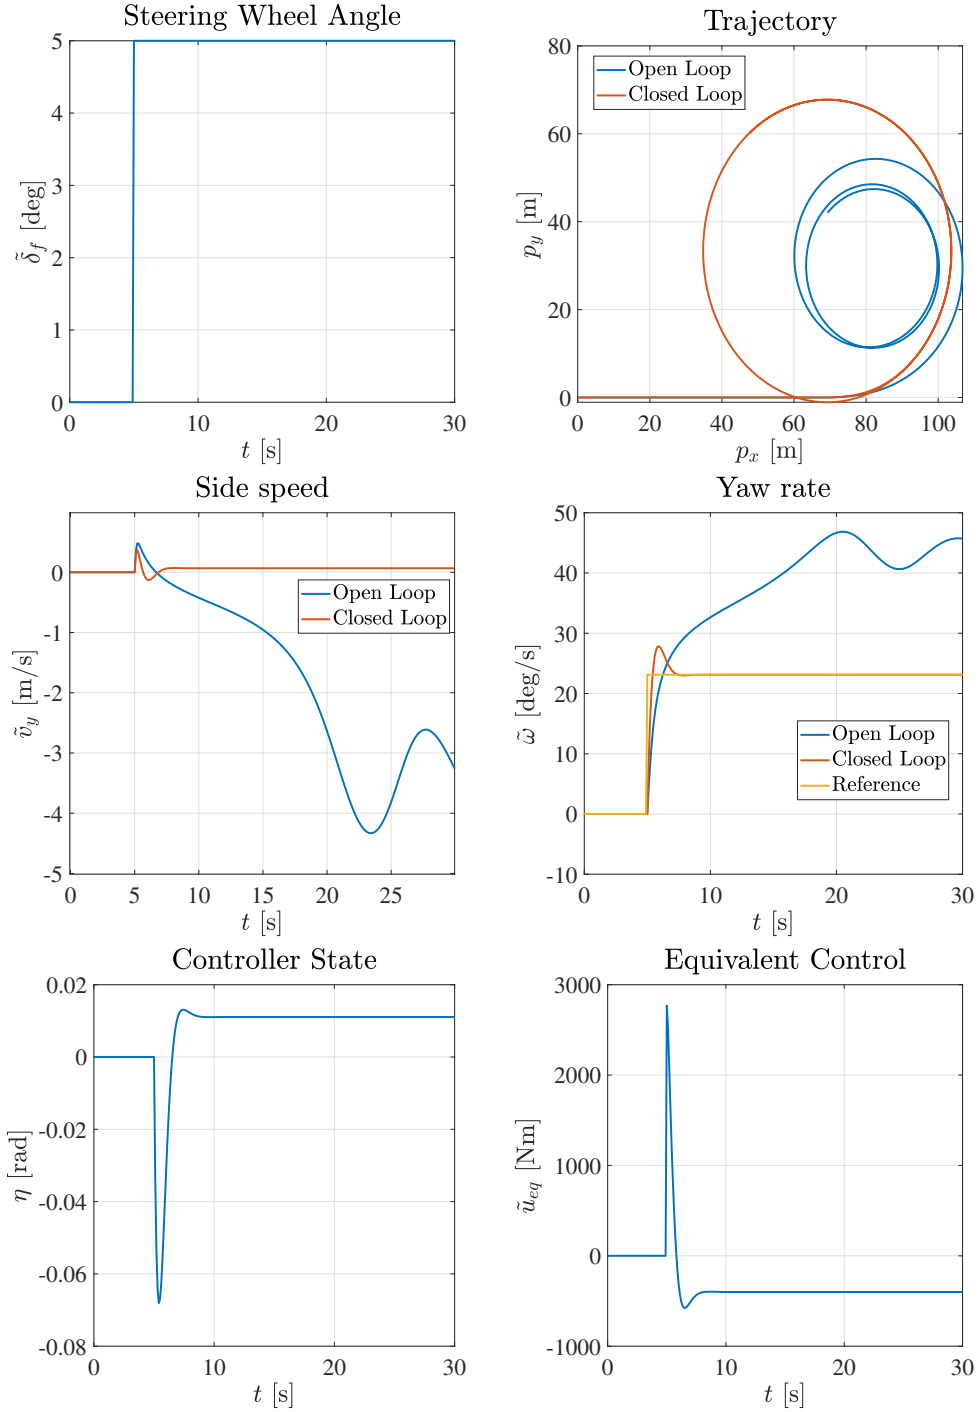 Steering Wheel Angle
5
4
3
2
1
0
0 10 20 30
δ̃_f [deg]
t [s]
Trajectory
Open Loop
Closed Loop
80
60
40
20
0
0 20 40 60 80 100
p_y [m]
p_x [m]
Side speed
0
-1
-2
-3
-4
-5
0 5 10 15 20 25
Open Loop
Closed Loop
ṽ_y [m/s]
t [s]
Yaw rate
50
40
30
20
10
0
-10
0 10 20 30
Open Loop
Closed Loop
Reference
ω̃ [deg/s]
t [s]
Controller State
0.02
0
-0.02
-0.04
-0.06
-0.08
0 10 20 30
η [rad]
t [s]
Equivalent Control
3000
2000
1000
0
-1000
0 10 20 30
ũ_eq [Nm]
t [s]